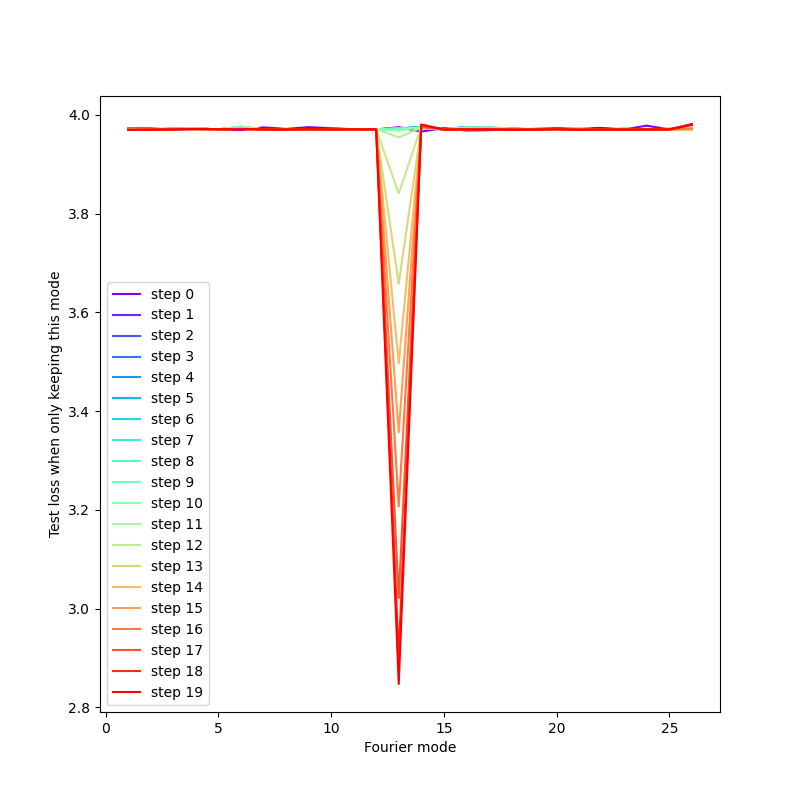 4.0
3.8
3.6
3.4
3.2
3.0
2.8
Test loss when only keeping this mode
step 0
step 1
step 2
step 3
step 4
step 5
step 6
step 7
step 8
step 9
step 10
step 11
step 12
step 13
step 14
step 15
step 16
step 17
step 18
step 19
0 5 10 15 20 25
Fourier mode